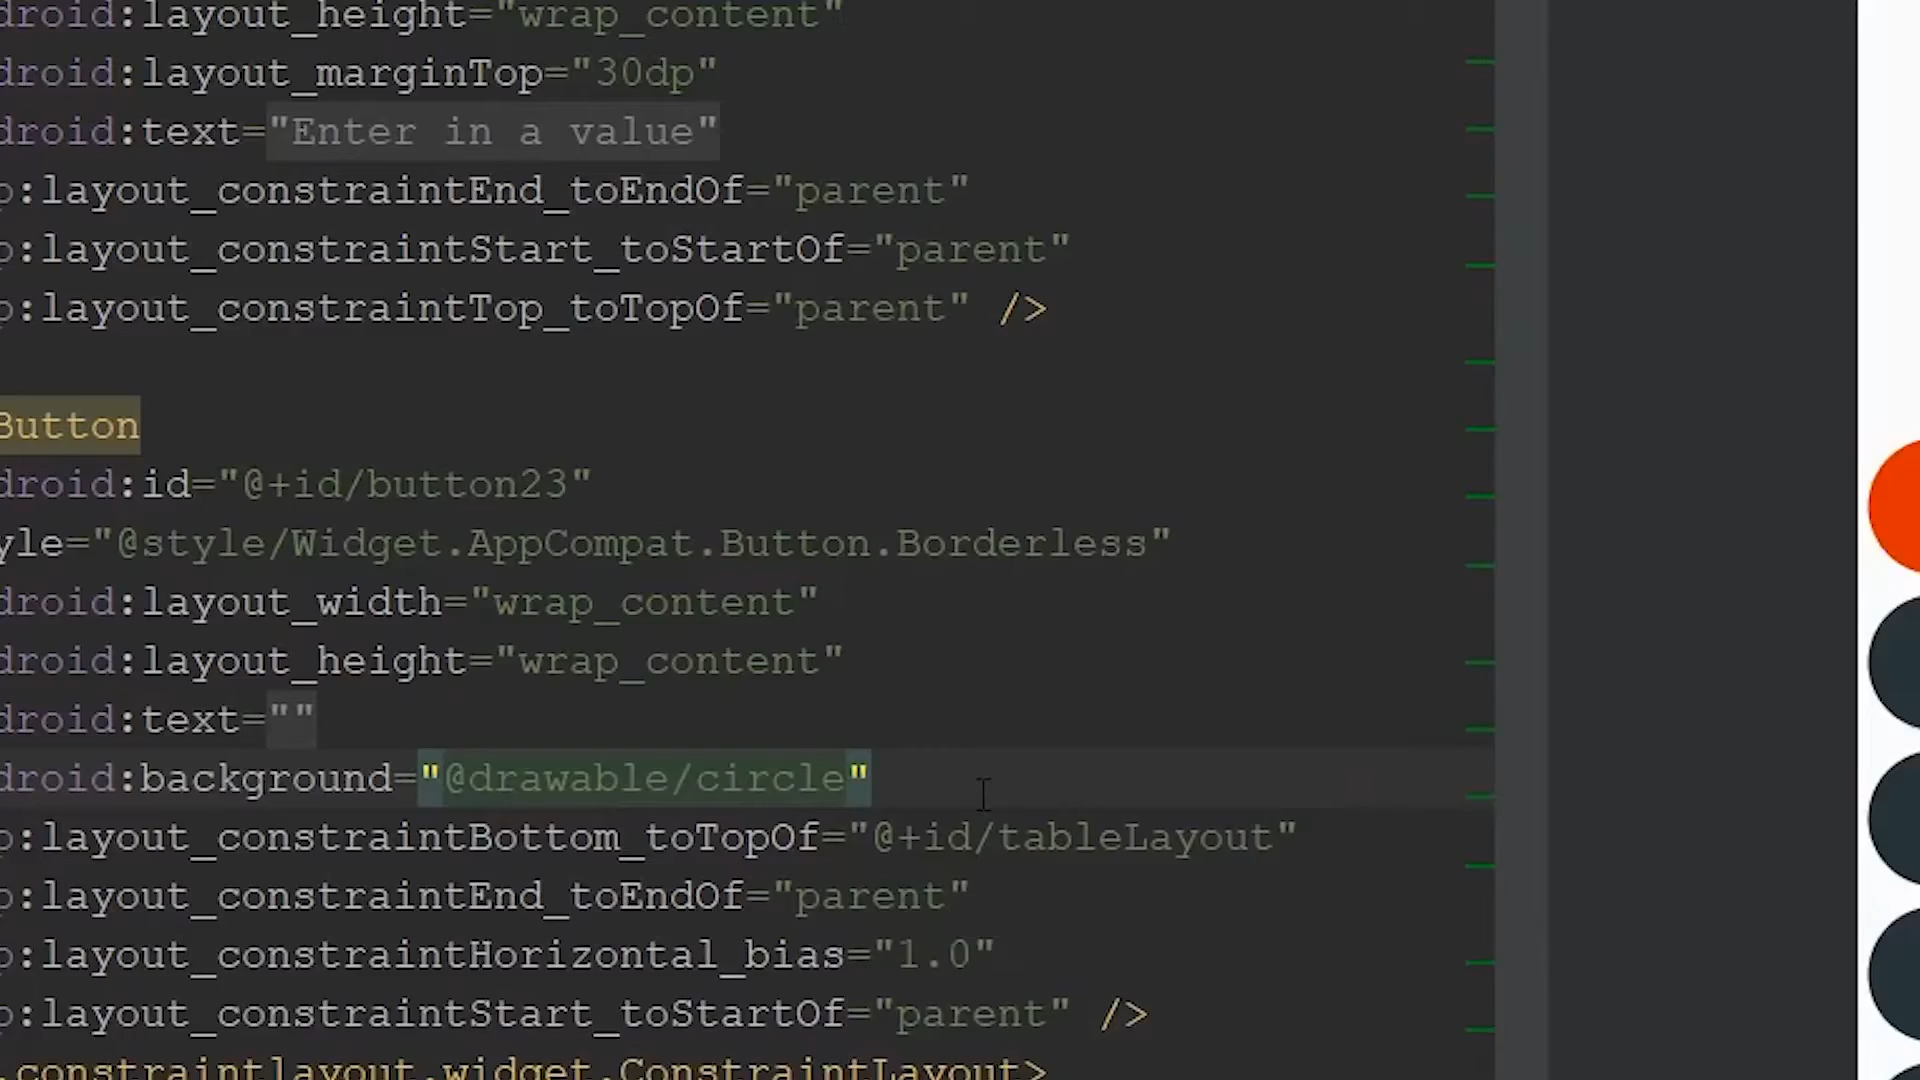 droid:layout_height="wrap_content"
droid:layout_marginTop="30dp"
droid:text="Enter in a value"
p:layout_constraintEnd_toEndOf="parent"
p:layout_constraintStart_toStartOf="parent"
p:layout_constraintTop_toTopOf="parent" />
Button
droid:id="@+id/button23"
yle="@style/Widget.AppCompat.Button.Borderless"
droid:layout_width="wrap_content"
droid:layout_height="wrap_content"
droid:text=""
droid:background="@drawable/circle"
p:layout_constraintBottom_toTopOf="@+id/tableLayout"
p:layout_constraintEnd_toEndOf="parent"
p:layout_constraintHorizontal_bias="1.0"
p:layout_constraintStart_toStartOf="parent" />
.constraintlayout.widget.ConstraintLayout>